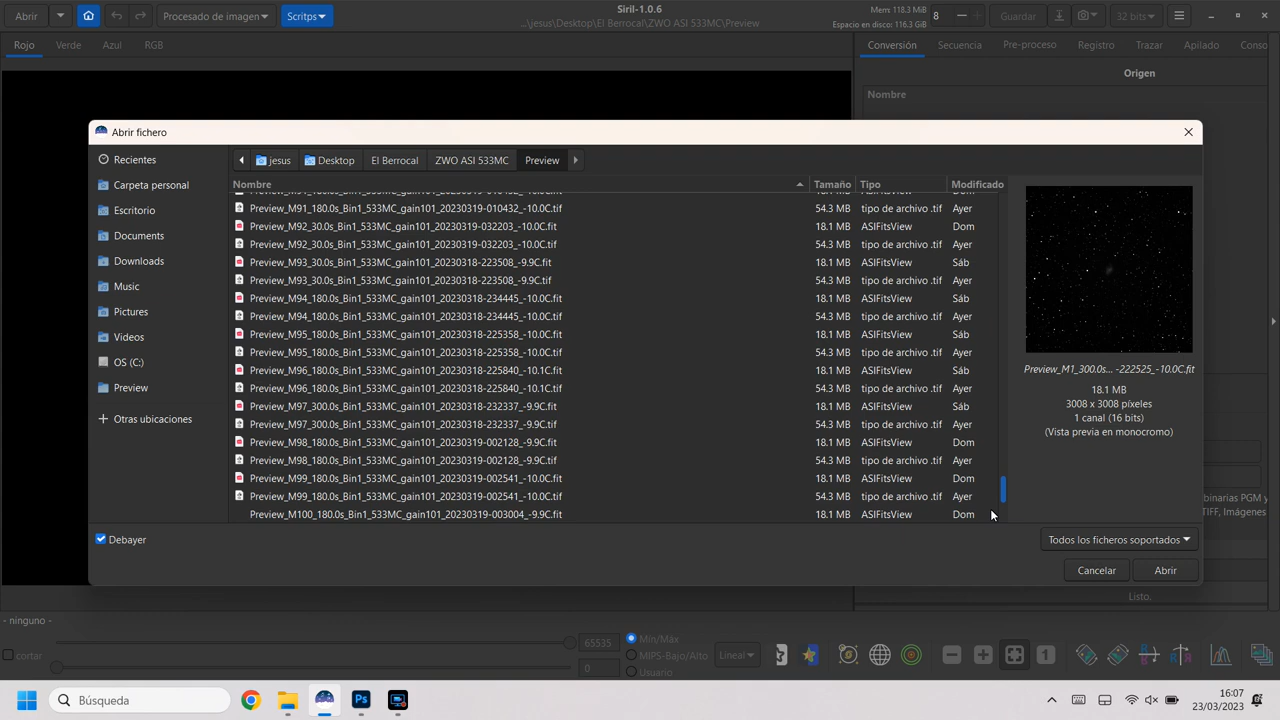 Abrir
Procesado de imagen
Scritps
Siril-1.0.6
...\jesus\Desktop\El Berrocal\ZWO ASI 533MC\Preview
Mem: 118.3 MiB
Espacio en disco: 116.3 GiB
8
Guardar
32 bits
Rojo Verde Azul RGB
Conversión Secuencia Pre-proceso Registro Trazar Apilado Conso
Origen
Nombre
Abrir fichero
Recientes
Carpeta personal
Escritorio
Documents
Downloads
Music
Pictures
Videos
OS (C:)
Preview
Otras ubicaciones
jesus Desktop El Berrocal ZWO ASI 533MC Preview
Nombre Tamaño Tipo Modificado
Preview_M91_180.0s_Bin1_533MC_gain101_20230319-010432_-10.0C.tif 54.3 MB tipo de archivo .tif Ayer
Preview_M92_30.0s_Bin1_533MC_gain101_20230319-032203_-10.0C.fit 18.1 MB ASIFitsView Dom
Preview_M92_30.0s_Bin1_533MC_gain101_20230319-032203_-10.0C.tif 54.3 MB tipo de archivo .tif Ayer
Preview_M93_30.0s_Bin1_533MC_gain101_20230318-223508_-9.9C.fit 18.1 MB ASIFitsView Sáb
Preview_M93_30.0s_Bin1_533MC_gain101_20230318-223508_-9.9C.tif 54.3 MB tipo de archivo .tif Ayer
Preview_M94_180.0s_Bin1_533MC_gain101_20230318-234445_-10.0C.fit 18.1 MB ASIFitsView Sáb
Preview_M94_180.0s_Bin1_533MC_gain101_20230318-234445_-10.0C.tif 54.3 MB tipo de archivo .tif Ayer
Preview_M95_180.0s_Bin1_533MC_gain101_20230318-225358_-10.0C.fit 18.1 MB ASIFitsView Sáb
Preview_M95_180.0s_Bin1_533MC_gain101_20230318-225358_-10.0C.tif 54.3 MB tipo de archivo .tif Ayer
Preview_M96_180.0s_Bin1_533MC_gain101_20230318-225840_-10.1C.fit 18.1 MB ASIFitsView Sáb
Preview_M96_180.0s_Bin1_533MC_gain101_20230318-225840_-10.1C.tif 54.3 MB tipo de archivo .tif Ayer
Preview_M97_300.0s_Bin1_533MC_gain101_20230318-232337_-9.9C.fit 18.1 MB ASIFitsView Sáb
Preview_M97_300.0s_Bin1_533MC_gain101_20230318-232337_-9.9C.tif 54.3 MB tipo de archivo .tif Ayer
Preview_M98_180.0s_Bin1_533MC_gain101_20230319-002128_-9.9C.fit 18.1 MB ASIFitsView Dom
Preview_M98_180.0s_Bin1_533MC_gain101_20230319-002128_-9.9C.tif 54.3 MB tipo de archivo .tif Ayer
Preview_M99_180.0s_Bin1_533MC_gain101_20230319-002541_-10.0C.fit 18.1 MB ASIFitsView Dom
Preview_M99_180.0s_Bin1_533MC_gain101_20230319-002541_-10.0C.tif 54.3 MB tipo de archivo .tif Ayer
Preview_M100_180.0s_Bin1_533MC_gain101_20230319-003004_-9.9C.fit 18.1 MB ASIFitsView Dom
Preview_M1_300.0s... -222525_-10.0C.fit
18.1 MB
3008 x 3008 píxeles
1 canal (16 bits)
(Vista previa en monocromo)
binarias PGM y
TIFF, Imágenes
Debayer
Todos los ficheros soportados
Cancelar
Abrir
Listo.
- ninguno -
65535
cortar
0
Mín/Máx
MIPS-Bajo/Alto
Usuario
Lineal
1
Búsqueda
Ps
16:07
23/03/2023